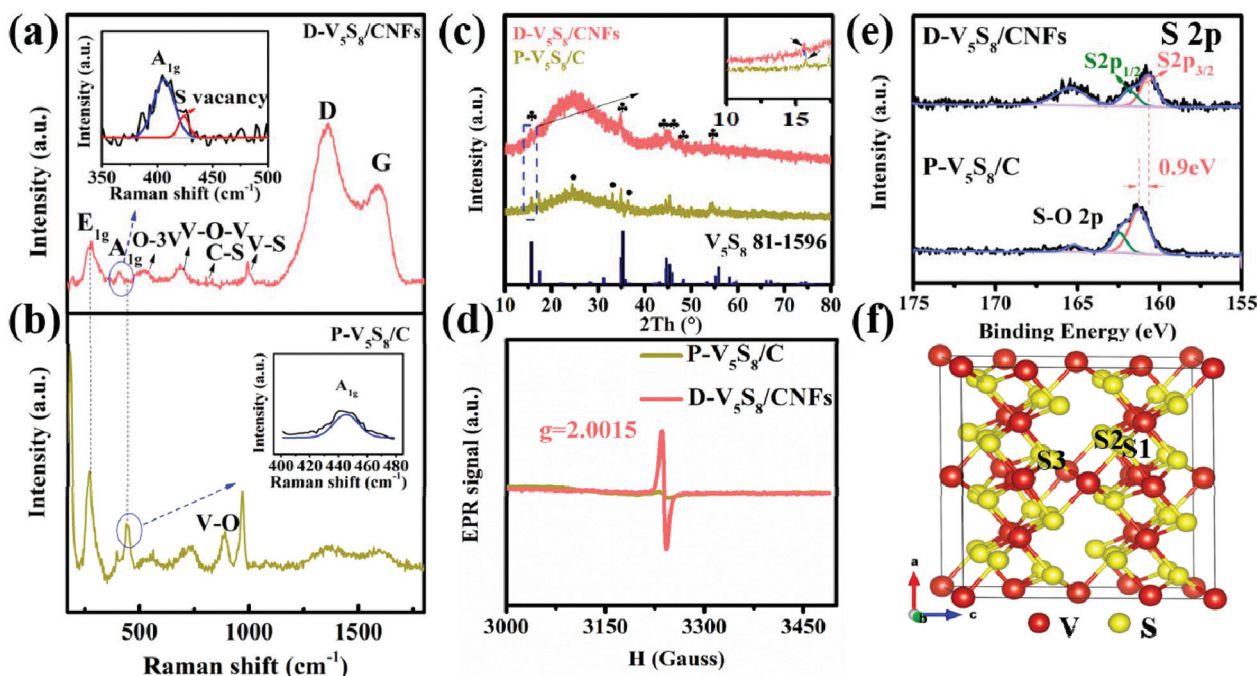 (a)
D-V₅S₈/CNFs
Intensity (a.u.)
A₁g
S vacancy
350 400 450 500
Raman shift (cm⁻¹)
Intensity (a.u.)
D
G
E₁g
A₁g
O-3V
V-O-V
C-S
V-S
(b)
P-V₅S₈/C
Intensity (a.u.)
A₁g
400 420 440 460 480
Raman shift (cm⁻¹)
Intensity (a.u.)
V-O
500 1000 1500
Raman shift (cm⁻¹)
(c)
D-V₅S₈/CNFs
P-V₅S₈/C
10 15
Intensity (a.u.)
V₅S₈ 81-1596
10 20 30 40 50 60 70 80
2Th (°)
(d)
P-V₅S₈/C
D-V₅S₈/CNFs
g=2.0015
EPR signal (a.u.)
3000 3150 3300 3450
H (Gauss)
(e)
D-V₅S₈/CNFs
S 2p
S2p₁/₂
S2p₃/₂
P-V₅S₈/C
0.9eV
S-O 2p
Intensity (a.u.)
175 170 165 160 155
Binding Energy (eV)
(f)
S2
S1
S3
a
b
c
V
S